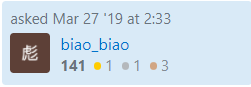 asked Mar 27 '19 at 2:33
彪
biao_biao
141 1 1 3